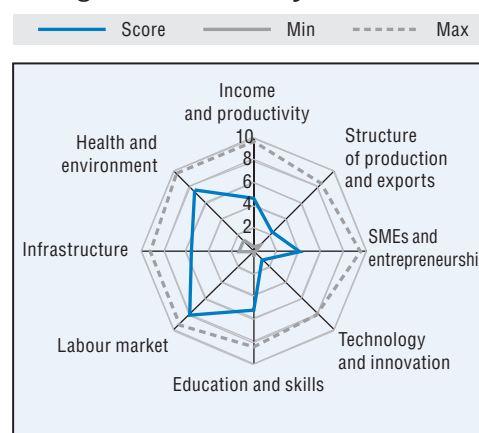 Score Min Max
Income
and productivity
Structure
of production
and exports
SMEs and
entrepreneurshi
Technology
and innovation
Education and skills
Labour market
Infrastructure
Health and
environment
10
8
6
4
2